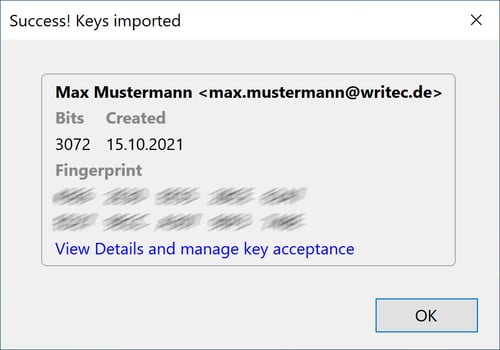 Success! Keys imported
Max Mustermann <max.mustermann@writec.de>
Bits Created
3072 15.10.2021
Fingerprint
View Details and manage key acceptance
OK